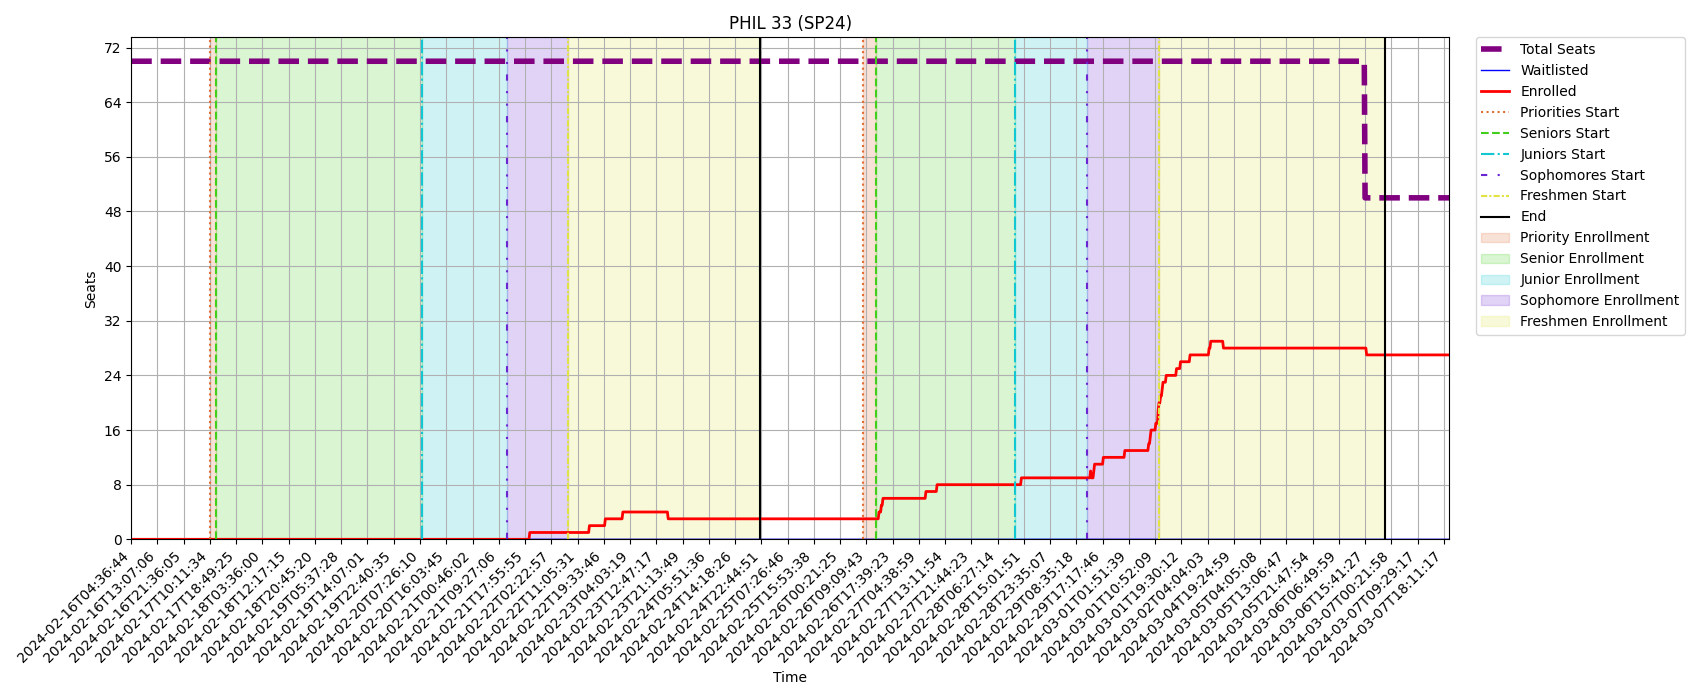 PHIL 33 (SP24)
Seats
72
64
56
48
40
32
24
16
8
0
2024-02-16T04:36:44
2024-02-16T13:07:06
2024-02-16T21:36:05
2024-02-17T10:11:34
2024-02-17T18:49:25
2024-02-18T03:36:00
2024-02-18T12:17:15
2024-02-18T20:45:20
2024-02-19T05:37:28
2024-02-19T14:07:01
2024-02-19T22:40:35
2024-02-20T07:26:10
2024-02-20T16:03:45
2024-02-21T00:46:02
2024-02-21T09:27:06
2024-02-21T17:55:55
2024-02-22T02:22:57
2024-02-22T11:05:31
2024-02-22T19:33:46
2024-02-23T04:03:19
2024-02-23T12:47:17
2024-02-23T21:13:49
2024-02-24T05:51:36
2024-02-24T14:18:26
2024-02-24T22:44:51
2024-02-25T07:26:46
2024-02-25T15:53:38
2024-02-26T00:21:25
2024-02-26T09:09:43
2024-02-26T17:39:23
2024-02-27T04:38:59
2024-02-27T13:11:54
2024-02-27T21:44:23
2024-02-28T06:27:14
2024-02-28T15:01:51
2024-02-28T23:35:07
2024-02-29T08:35:18
2024-02-29T17:17:46
2024-03-01T01:51:39
2024-03-01T10:52:09
2024-03-01T19:30:12
2024-03-02T04:04:03
2024-03-04T19:24:59
2024-03-05T04:05:08
2024-03-05T13:06:47
2024-03-05T21:47:54
2024-03-06T06:49:59
2024-03-06T15:41:27
2024-03-07T00:21:58
2024-03-07T09:29:17
2024-03-07T18:11:17
Time
Total Seats
Waitlisted
Enrolled
Priorities Start
Seniors Start
Juniors Start
Sophomores Start
Freshmen Start
End
Priority Enrollment
Senior Enrollment
Junior Enrollment
Sophomore Enrollment
Freshmen Enrollment